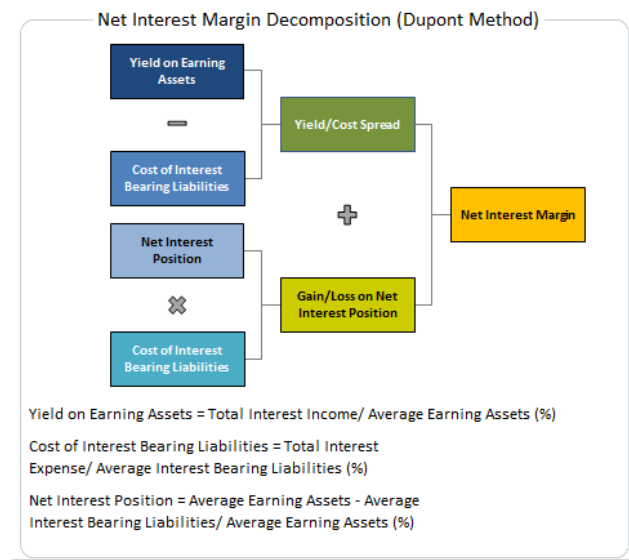 Net Interest Margin Decomposition (Dupont Method)
Yield on Earning
Assets
Yield/Cost Spread
Cost of Interest
Bearing Liabilities
Net Interest Margin
Net Interest
Position
Gain/Loss on Net
Interest Position
Cost of Interest
Bearing Liabilities
Yield on Earning Assets = Total Interest Income/ Average Earning Assets (%)
Cost of Interest Bearing Liabilities = Total Interest
Expense/ Average Interest Bearing Liabilities (%)
Net Interest Position = Average Earning Assets - Average
Interest Bearing Liabilities/ Average Earning Assets (%)